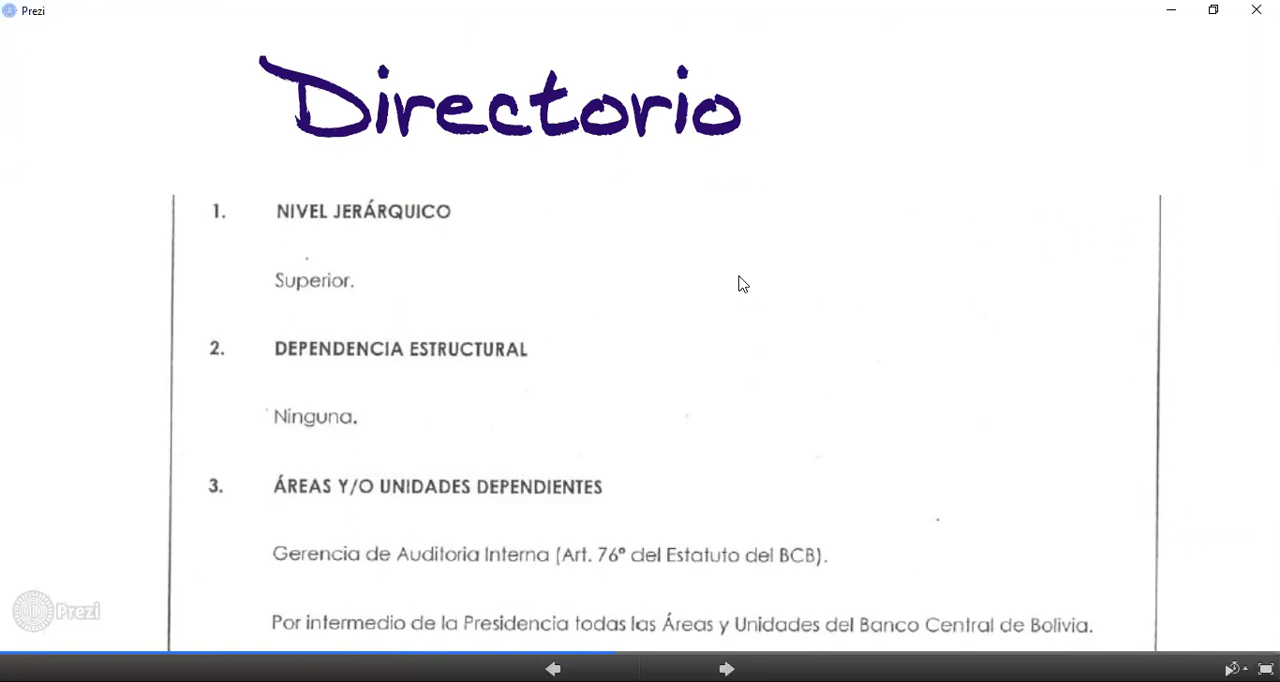 Prezi
Directorio
1. NIVEL JERÁRQUICO
Superior.
2. DEPENDENCIA ESTRUCTURAL
Ninguna.
3. ÁREAS Y/O UNIDADES DEPENDIENTES
Gerencia de Auditoria Interna (Art. 76º del Estatuto del BCB).
Prezi
Por intermedio de la Presidencia todas las Áreas y Unidades del Banco Central de Bolivia.